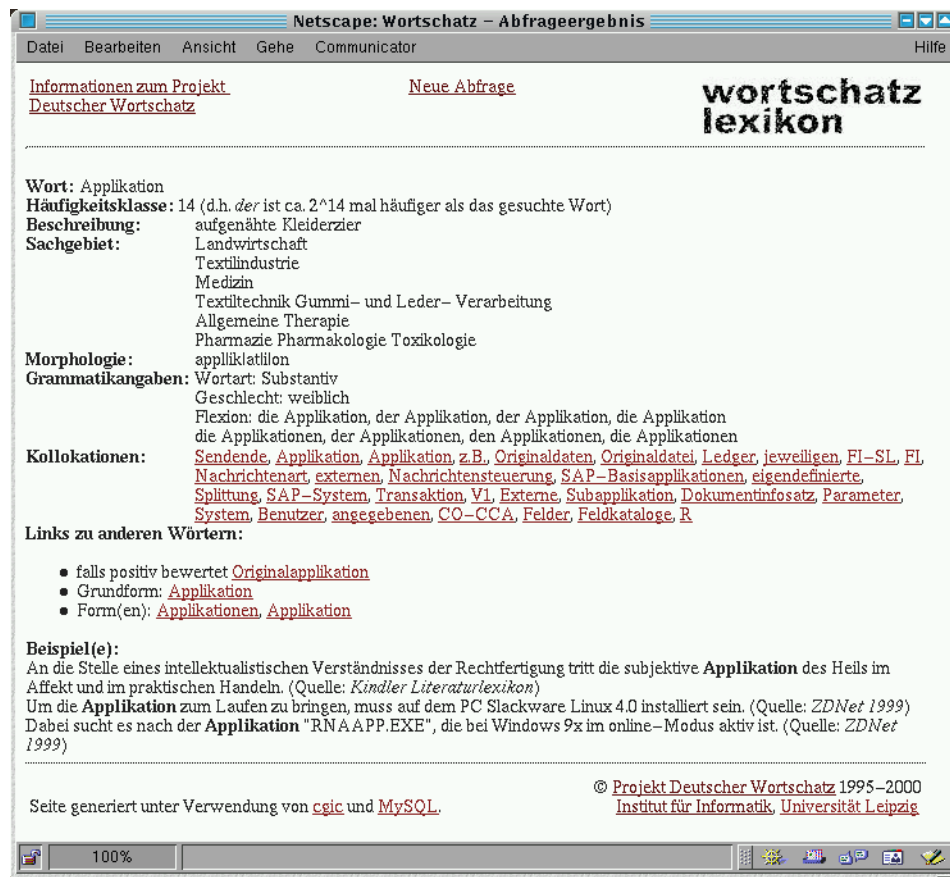 Netscape: Wortschatz – Abfrageergebnis
Datei Bearbeiten Ansicht Gehe Communicator Hilfe
Informationen zum Projekt Neue Abfrage wortschatz
Deutscher Wortschatz lexikon
Wort: Applikation
Häufigkeitsklasse: 14 (d.h. der ist ca. 2^14 mal häufiger als das gesuchte Wort)
Beschreibung: aufgenähte Kleiderzier
Sachgebiet: Landwirtschaft
Textilindustrie
Medizin
Textiltechnik Gummi– und Leder– Verarbeitung
Allgemeine Therapie
Pharmazie Pharmakologie Toxikologie
Morphologie: appl|ik|at|i|on
Grammatikangaben: Wortart: Substantiv
Geschlecht: weiblich
Flexion: die Applikation, der Applikation, der Applikation, die Applikation
die Applikationen, der Applikationen, den Applikationen, die Applikationen
Kollokationen: Sendende, Applikation, Applikation, z.B., Originaldaten, Originaldatei, Ledger, jeweiligen, FI–SL, FI,
Nachrichtenart, externen, Nachrichtensteuerung, SAP–Basisapplikationen, eigendefinierte,
Splittung, SAP–System, Transaktion, V1, Externe, Subapplikation, Dokumentinfosatz, Parameter,
System, Benutzer, angegebenen, CO–CCA, Felder, Feldkataloge, R
Links zu anderen Wörtern:
● falls positiv bewertet Originalapplikation
● Grundform: Applikation
● Form(en): Applikationen, Applikation
Beispiel(e):
An die Stelle eines intellektualistischen Verständnisses der Rechtfertigung tritt die subjektive Applikation des Heils im
Affekt und im praktischen Handeln. (Quelle: Kindler Literaturlexikon)
Um die Applikation zum Laufen zu bringen, muss auf dem PC Slackware Linux 4.0 installiert sein. (Quelle: ZDNet 1999)
Dabei sucht es nach der Applikation "RNAAPP.EXE", die bei Windows 9x im online–Modus aktiv ist. (Quelle: ZDNet
1999)
© Projekt Deutscher Wortschatz 1995–2000
Seite generiert unter Verwendung von cgic und MySQL. Institut für Informatik, Universität Leipzig
100%